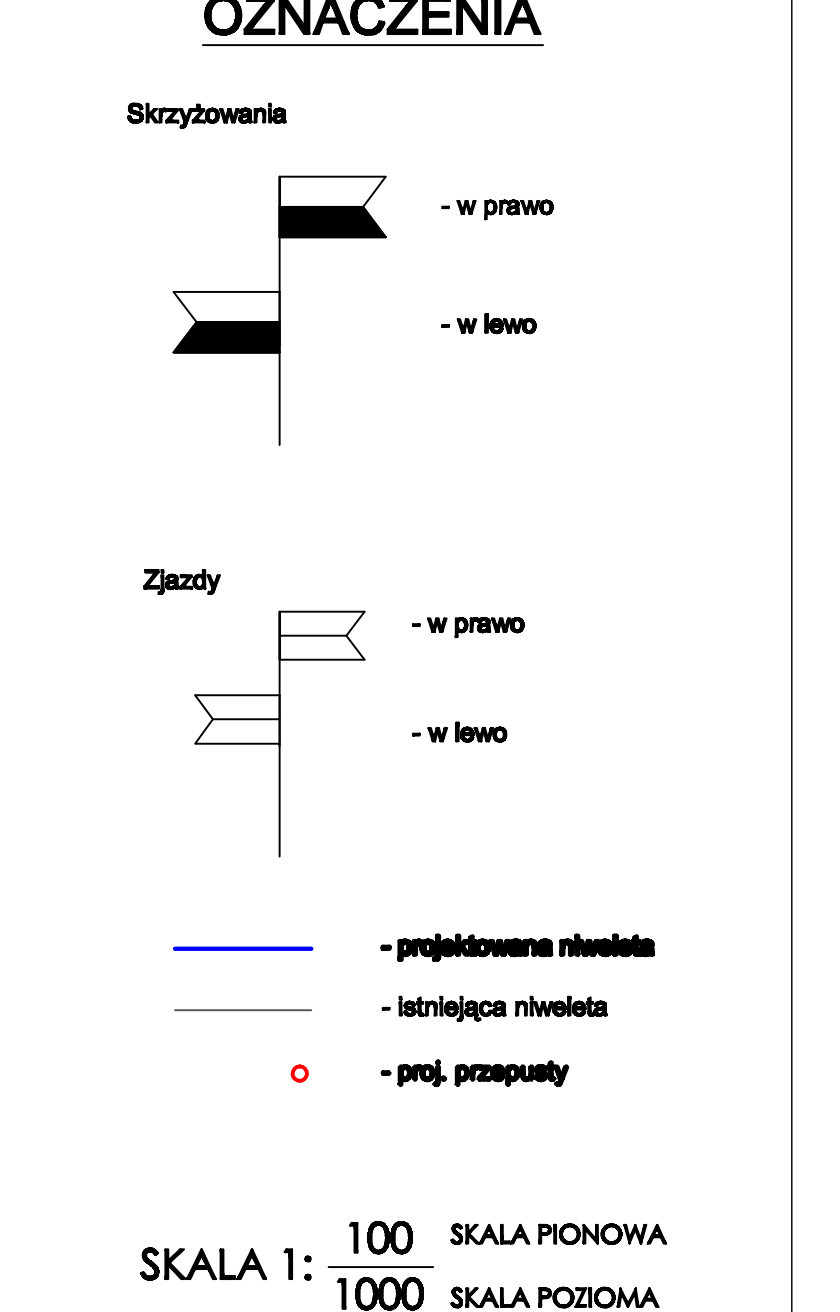 OZNACZENIA
Skrzyżowania
- w prawo
- w lewo
Zjazdy
- w prawo
- w lewo
- projektowana niweleta
- istniejąca niweleta
- proj. przepusty
100 SKALA PIONOWA
SKALA 1:
1000 SKALA POZIOMA